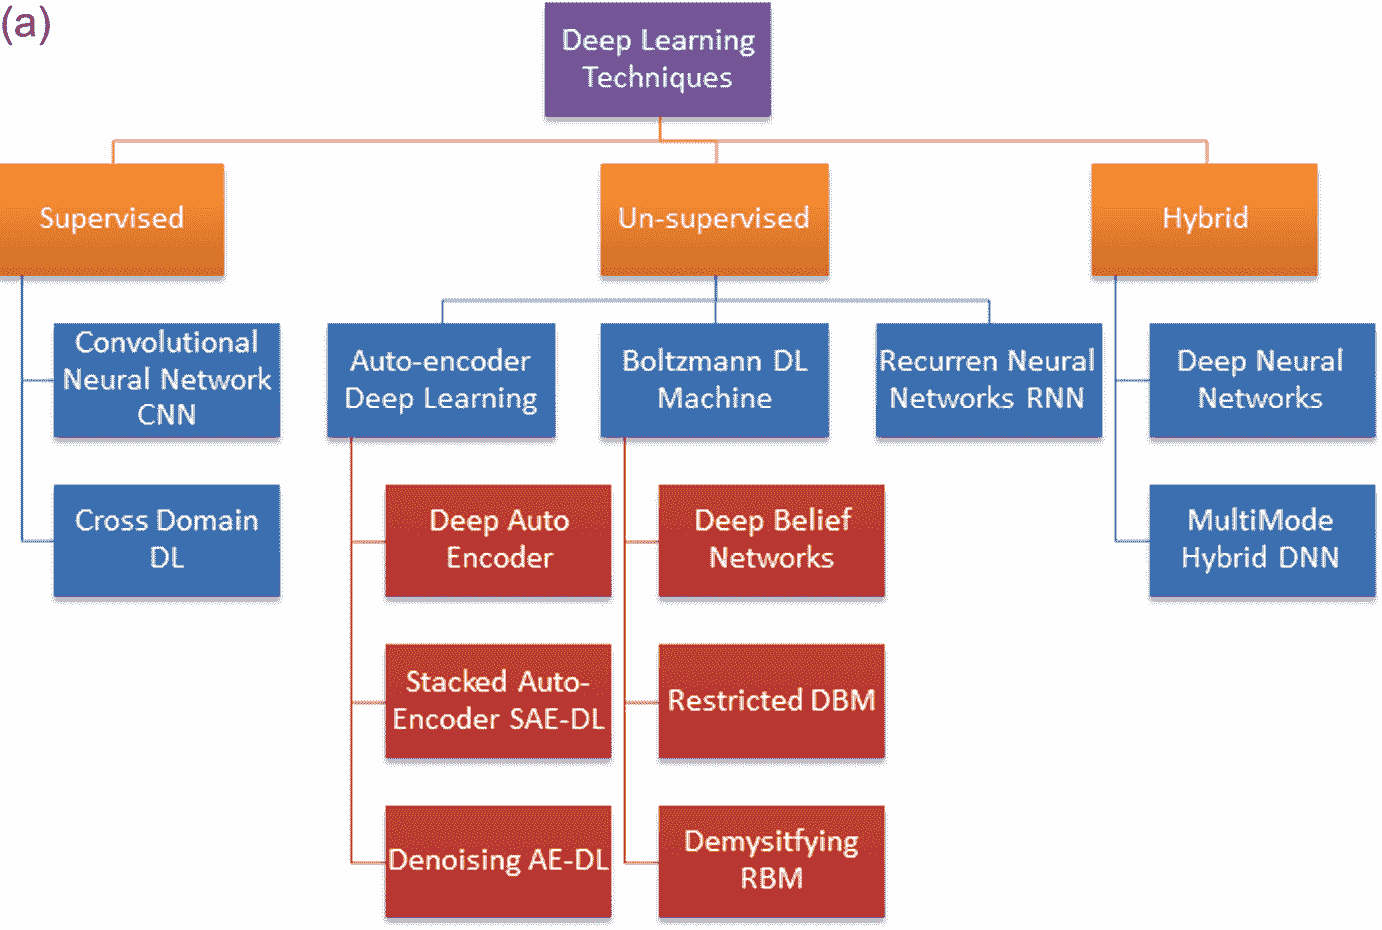 (a)
Deep Learning
Techniques
Supervised
Un-supervised
Hybrid
Convolutional
Neural Network
CNN
Auto-encoder
Deep Learning
Boltzmann DL
Machine
Recurren Neural
Networks RNN
Deep Neural
Networks
Cross Domain
DL
Deep Auto
Encoder
Deep Belief
Networks
MultiMode
Hybrid DNN
Stacked Auto-
Encoder SAE-DL
Restricted DBM
Denoising AE-DL
Demysitfying
RBM